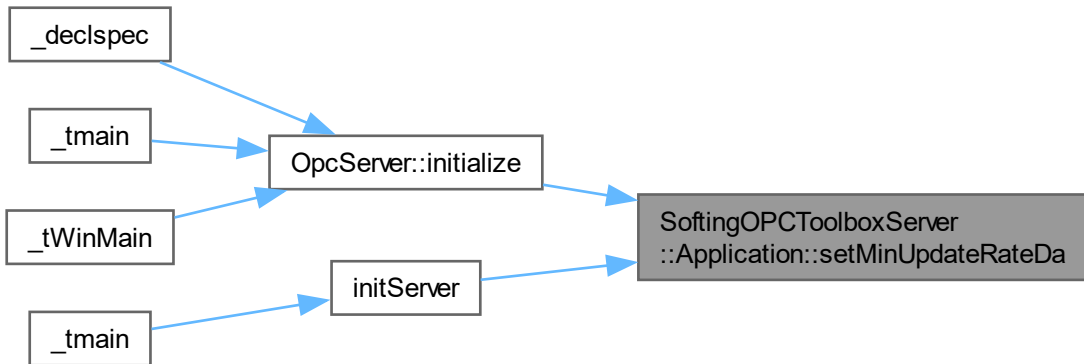 _declspec
_tmain
OpcServer::initialize
_tWinMain
SoftingOPCToolboxServer
::Application::setMinUpdateRateDa
initServer
_tmain